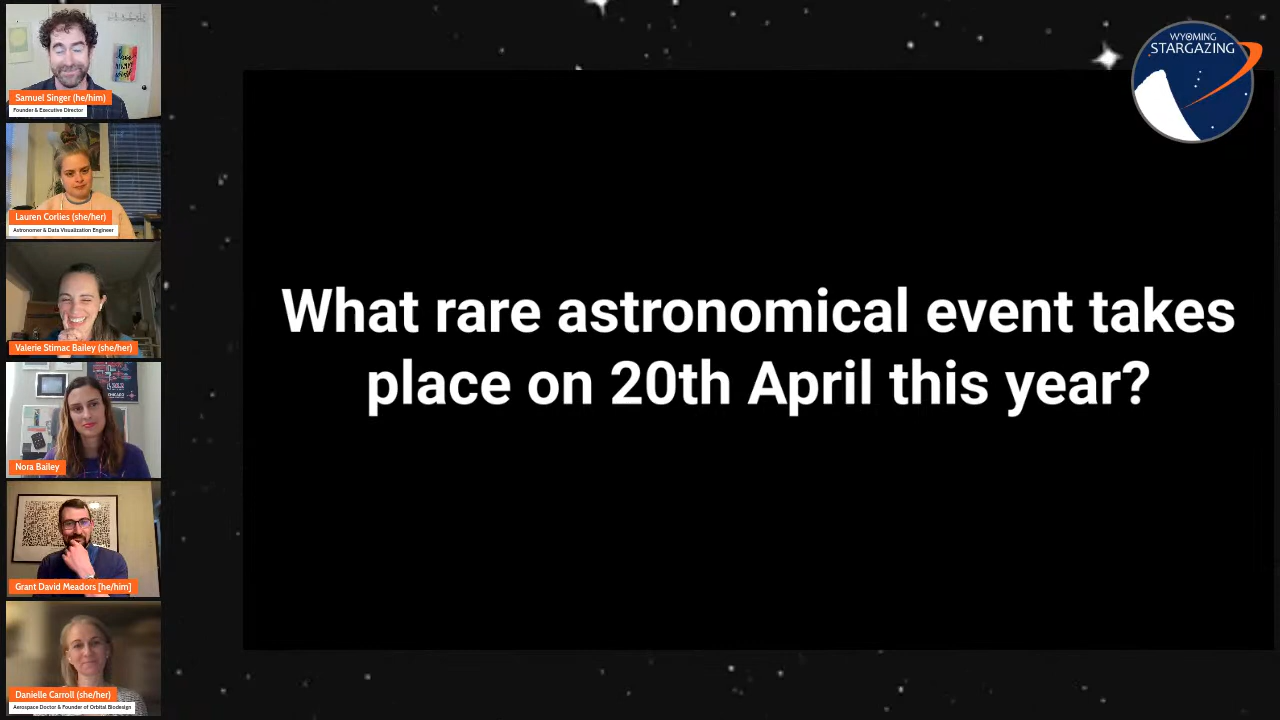 Samuel Singer (he/him)
Founder & Executive Director
Lauren Corlies (she/her)
Astronomer & Data Visualization Engineer
Valerie Stimac Bailey (she/her)
Nora Bailey
Grant David Meadors [he/him]
Danielle Carroll (she/her)
Aerospace Doctor & Founder of Orbital Biodesign
WYOMING
STARGAZING
What rare astronomical event takes
place on 20th April this year?